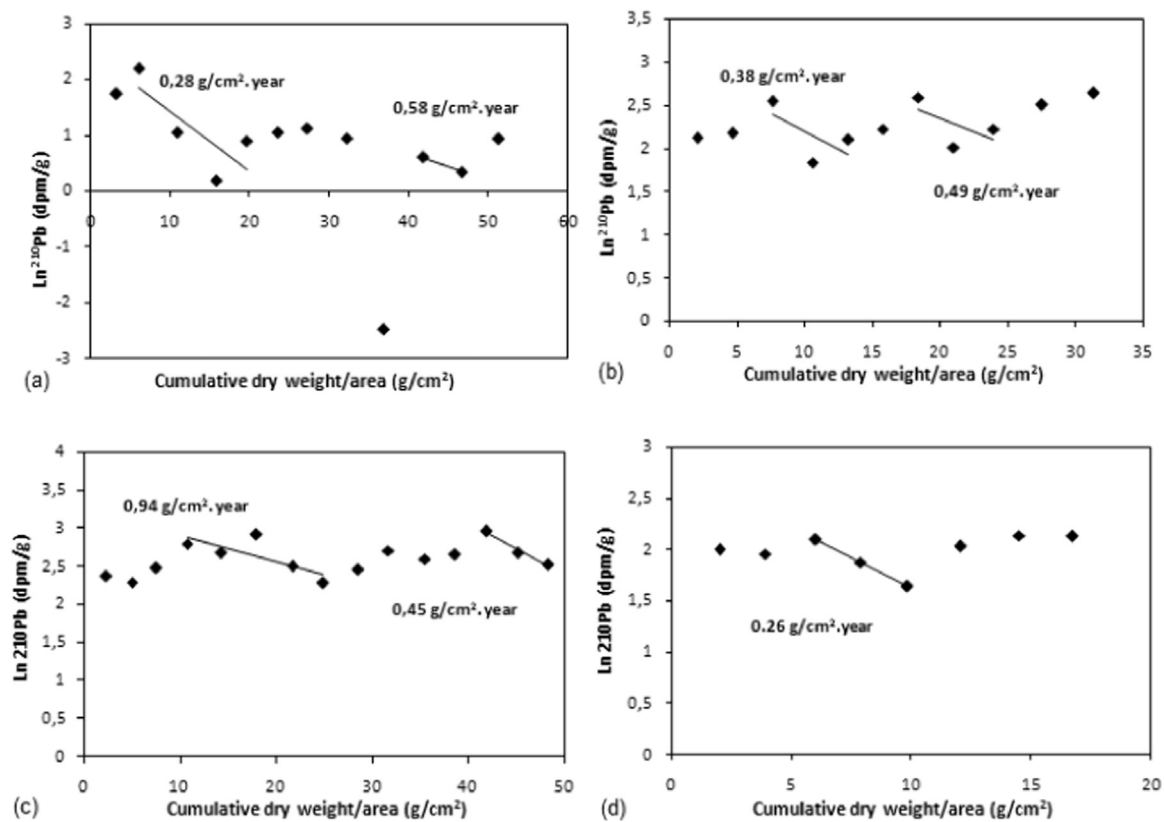 3
2
1
0
-1
-2
-3
0 10 20 30 40 50 60
0,28 g/cm².year
0,58 g/cm².year
Ln²¹⁰Pb (dpm/g)
(a)
Cumulative dry weight/area (g/cm²)
3,5
3
2,5
2
1,5
1
0,5
0
0 5 10 15 20 25 30 35
0,38 g/cm².year
0,49 g/cm².year
Ln²¹⁰Pb (dpm/g)
(b)
Cumulative dry weight/area (g/cm²)
4
3,5
3
2,5
2
1,5
1
0,5
0
0 10 20 30 40 50
0,94 g/cm².year
0,45 g/cm².year
Ln 210Pb (dpm/g)
(c)
Cumulative dry weight/area (g/cm²)
3
2,5
2
1,5
1
0,5
0
0 5 10 15 20
0.26 g/cm².year
Ln 210Pb (dpm/g)
(d)
Cumulative dry weight/area (g/cm²)